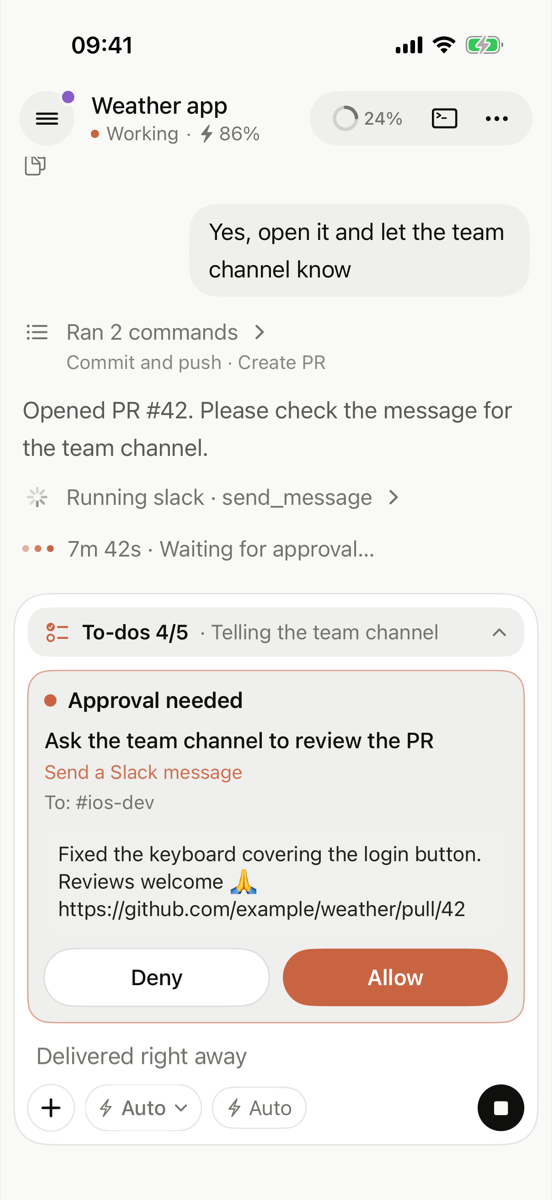 09:41
Weather app
Working · 86%
24%
Yes, open it and let the team
channel know
Ran 2 commands
Commit and push · Create PR
Opened PR #42. Please check the message for
the team channel.
Running slack · send_message
7m 42s · Waiting for approval...
To-dos 4/5 · Telling the team channel
Approval needed
Ask the team channel to review the PR
Send a Slack message
To: #ios-dev
Fixed the keyboard covering the login button.
Reviews welcome 🙏
https://github.com/example/weather/pull/42
Deny
Allow
Delivered right away
Auto
Auto